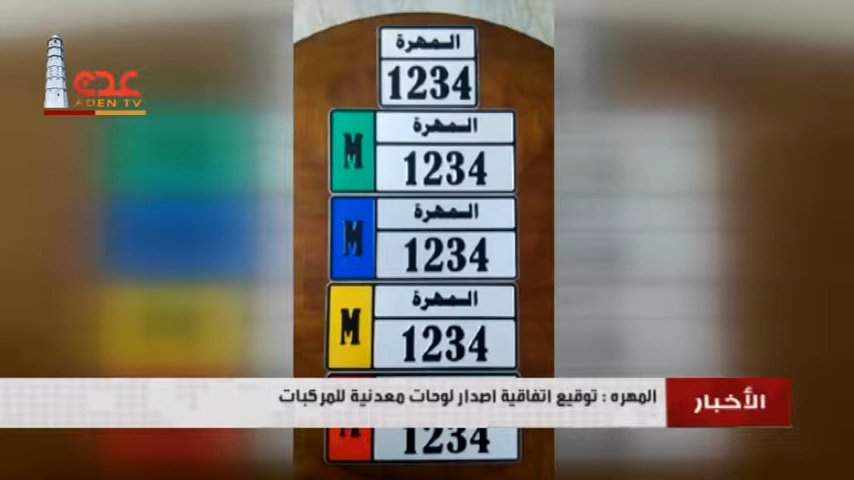 عدن
ADEN TV
المهرة
1234
M
المهرة
1234
M
المهرة
1234
M
المهرة
1234
M
1234
الأخبار
المهره : توقيع اتفاقية اصدار لوحات معدنية للمركبات